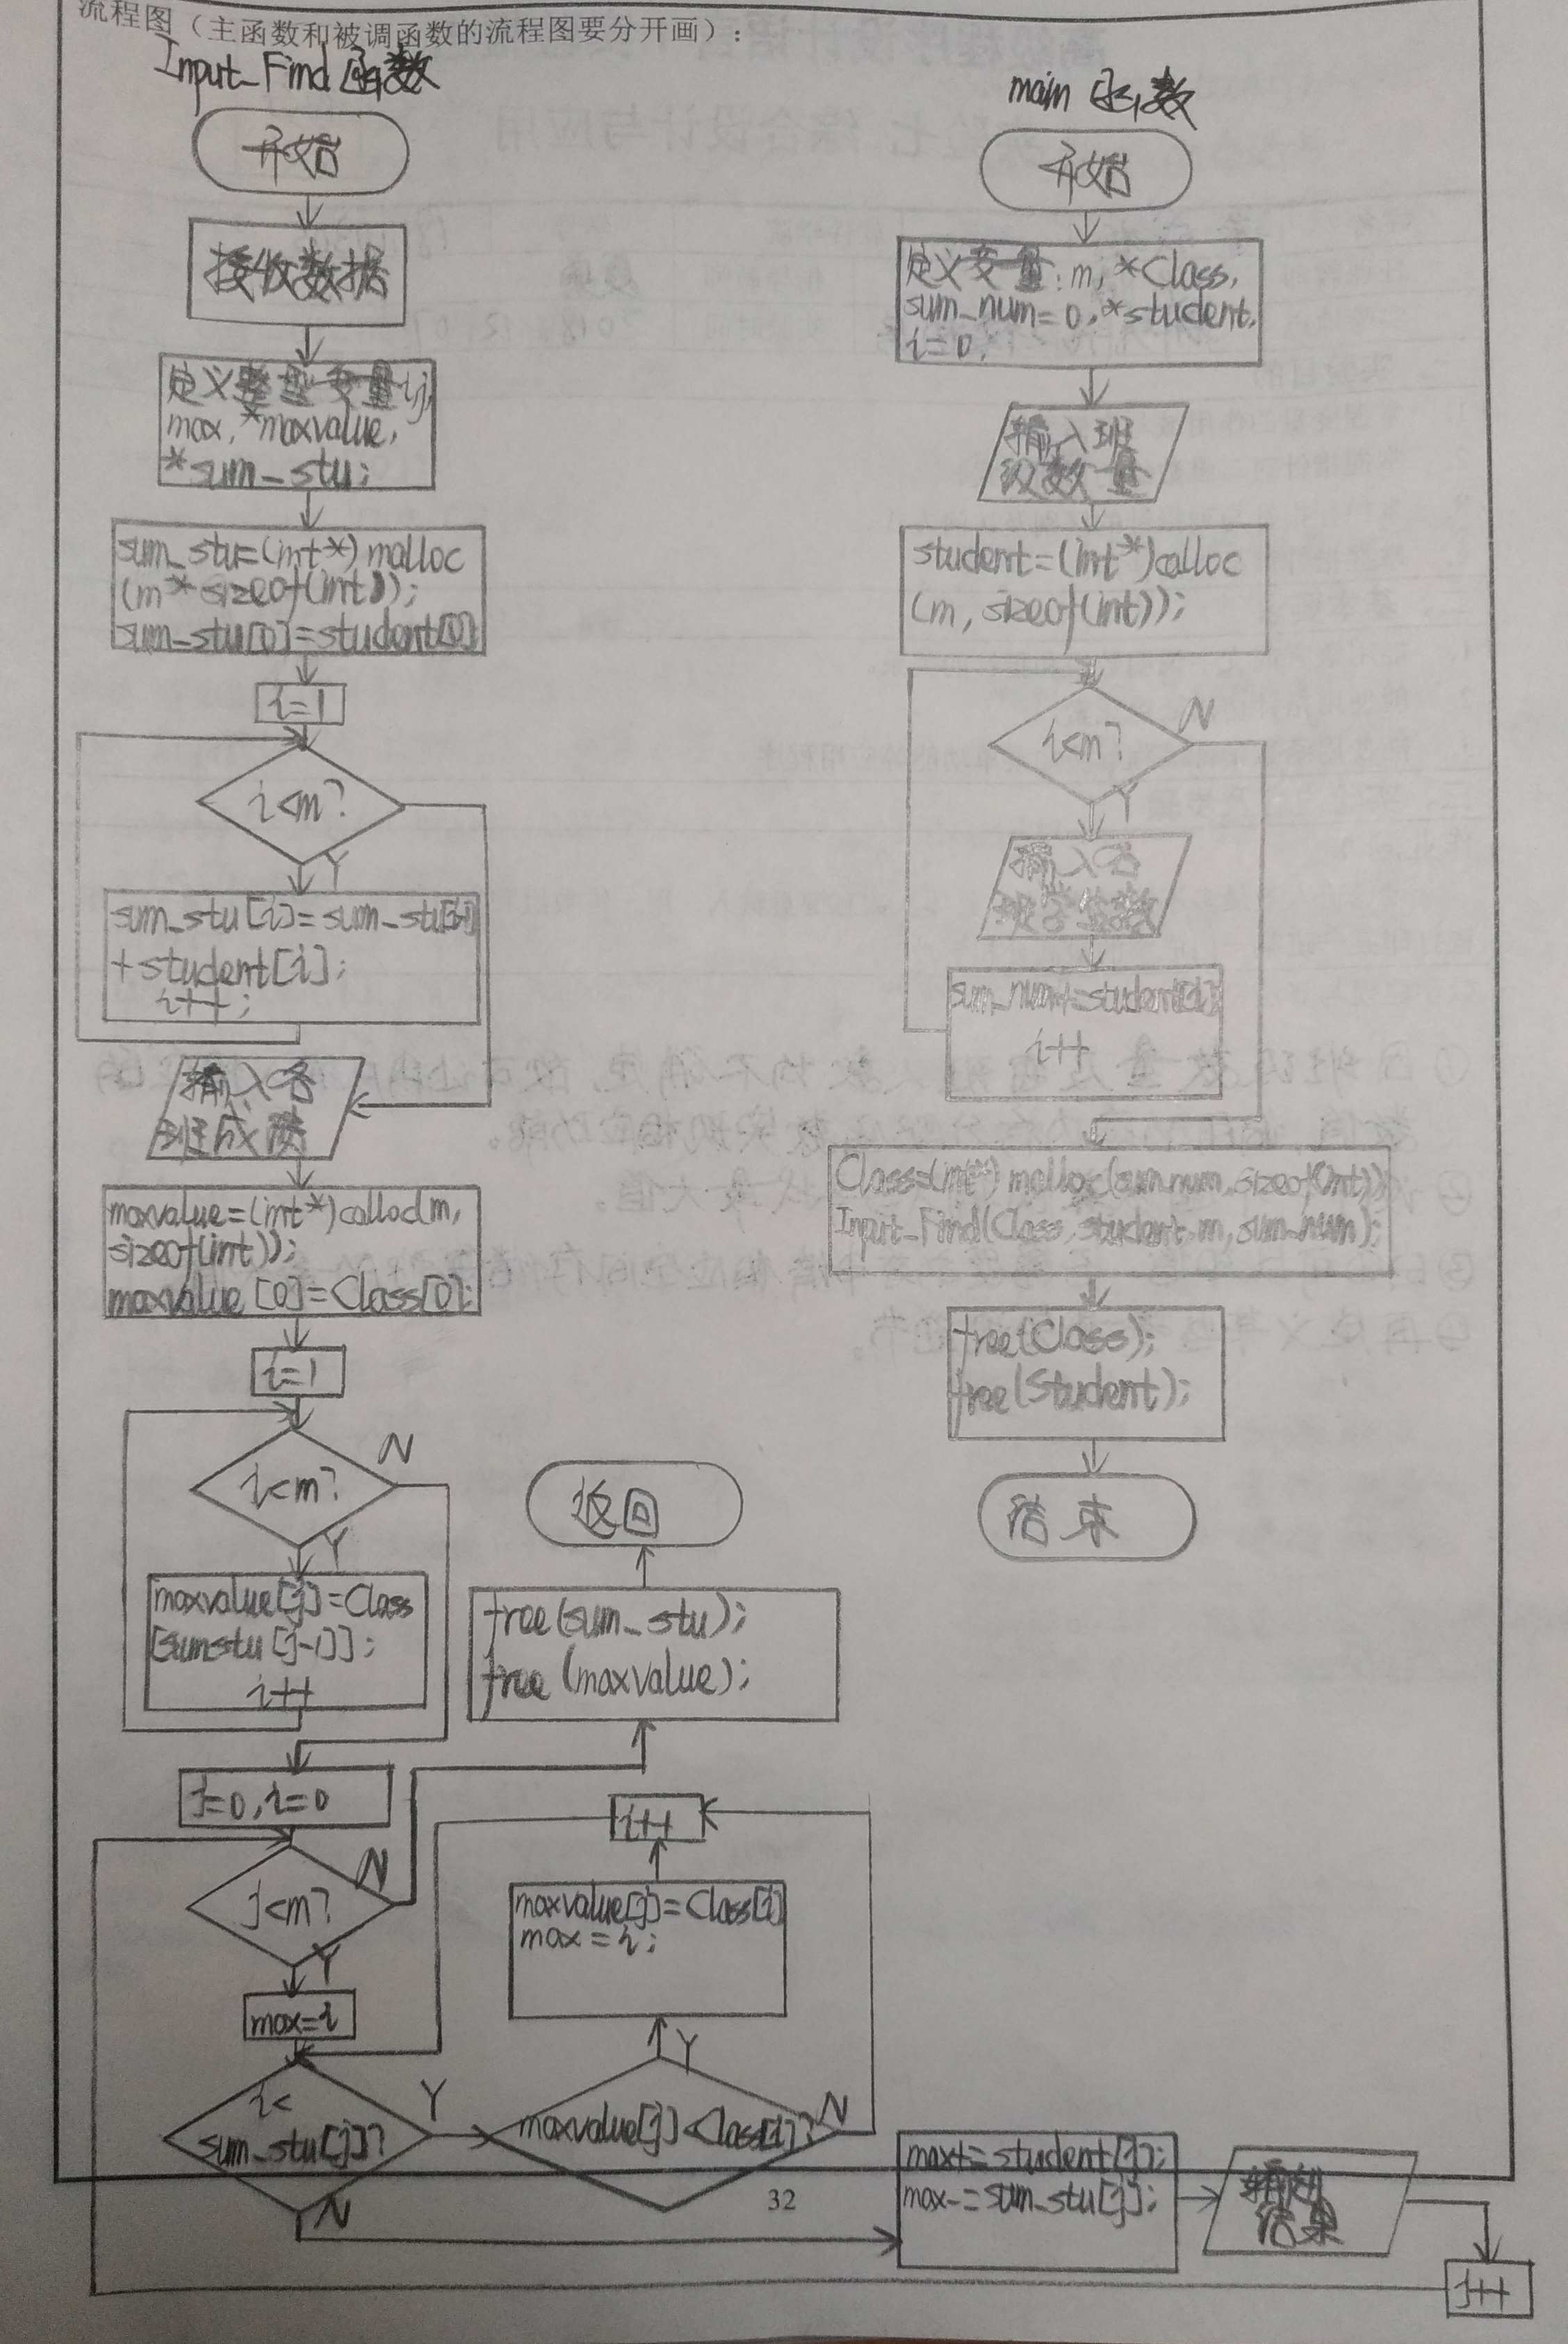 流程图（主函数和被调函数的流程图要分开画）：
Input_Find 函数
开始
接收数据
定义整型变量i,j,
max, *maxvalue,
*sum_stu;
sum_stu=(int*) malloc
(m*sizeof(int));
sum_stu[0]=student[0]
i=1
i<m?
Y
sum_stu[i]=sum_stu[i-1]
+student[i];
i++;
输入各
班成绩
maxvalue=(int*)calloc(m,
sizeof(int));
maxvalue[0]=Class[0];
i=1
i<m?
N
Y
maxvalue[j]=Class
[sumstu[j-1]];
i++
j=0,i=0
j<m?
N
Y
max=i
i<
sum_stu[j]?
Y
N
maxvalue[j]<Class[i]?
Y
N
maxvalue[j]=Class[i]
max=i;
i++
max+=student[j];
max-=sum_stu[j];
输出
结果
j++
free(sum_stu);
free(maxvalue);
返回
main 函数
开始
定义变量:m,*Class,
sum_num=0,*student,
i=0,
输入班
级数量
student=(int*)calloc
(m,sizeof(int));
i<m?
N
Y
输入各
班学生数
sum_num+=student[i];
i++
Class=(int*) malloc(sum_num,sizeof(int))
Input_Find(Class,student,m,sum_num);
free(Class);
free(Student);
结束
32